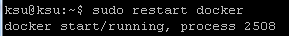 ksu@ksu:~$ sudo restart docker
docker start/running, process 2508